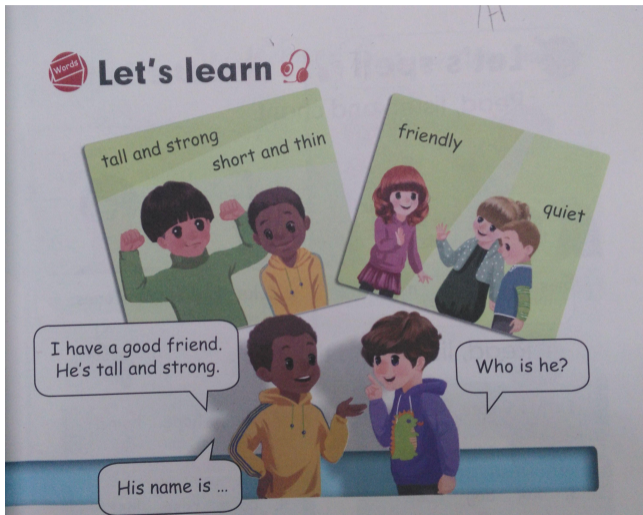 Words
Let's learn
tall and strong
short and thin
friendly
quiet
I have a good friend.
He's tall and strong.
Who is he?
His name is ...